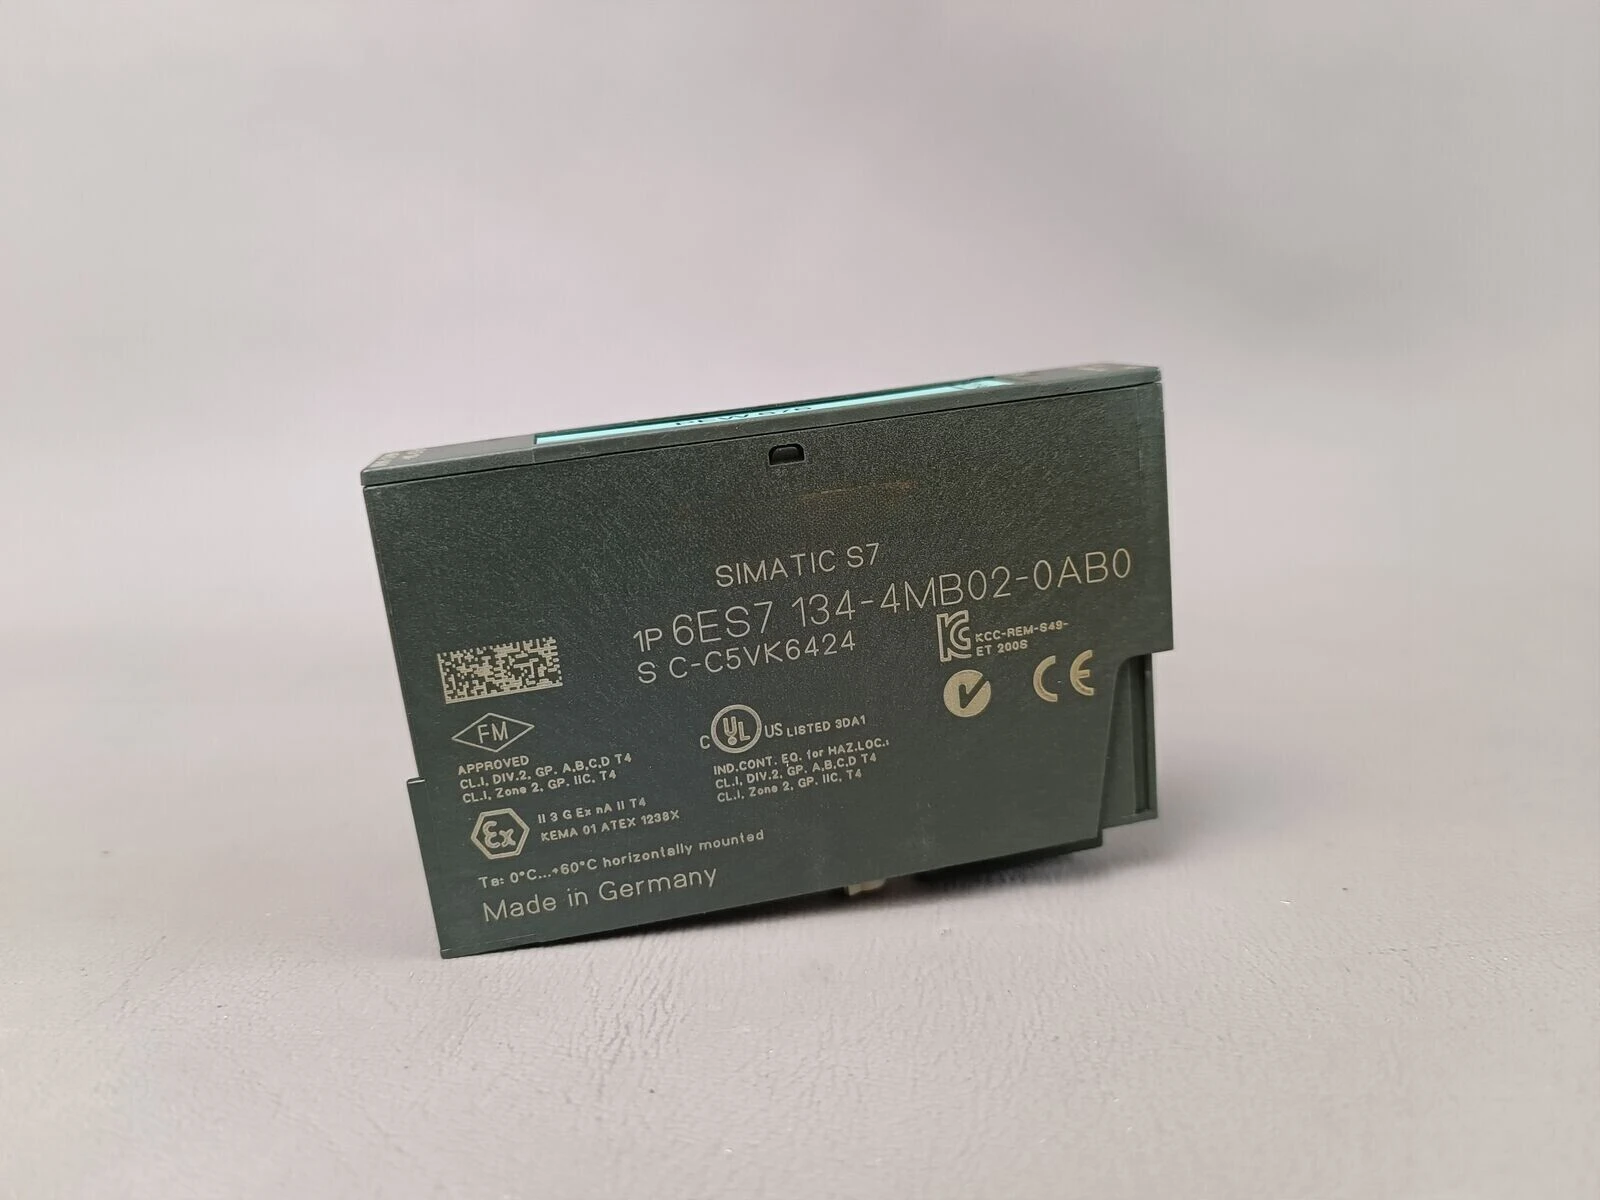 SIMATIC S7
1P 6ES7 134-4MB02-0AB0
S C-C5VK6424
KCC-REM-S49-
ET 200S
CE
FM
APPROVED
CL.I, DIV.2, GP. A,B,C,D T4
CL.I, Zone 2, GP. IIC, T4
C UL US LISTED 3DA1
IND.CONT. EQ. for HAZ.LOC.:
CL.I, DIV.2, GP. A,B,C,D T4
CL.I, Zone 2, GP. IIC, T4
Ex
II 3 G Ex nA II T4
KEMA 01 ATEX 1238X
Ta: 0°C...+60°C horizontally mounted
Made in Germany